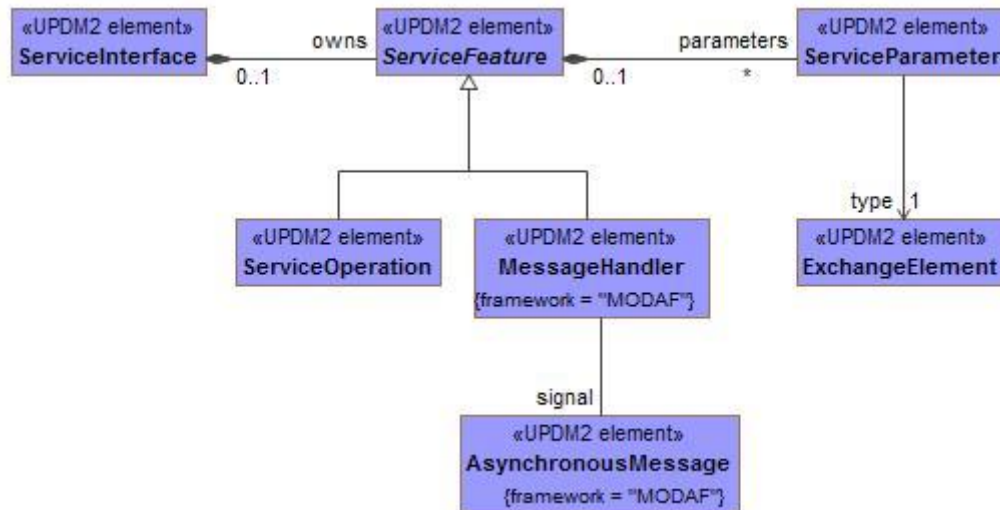 «UPDM2 element»
ServiceInterface
owns
0..1
«UPDM2 element»
ServiceFeature
parameters
0..1
*
«UPDM2 element»
ServiceParameter
type 1
«UPDM2 element»
ServiceOperation
«UPDM2 element»
MessageHandler
{framework = "MODAF"}
«UPDM2 element»
ExchangeElement
signal
«UPDM2 element»
AsynchronousMessage
{framework = "MODAF"}